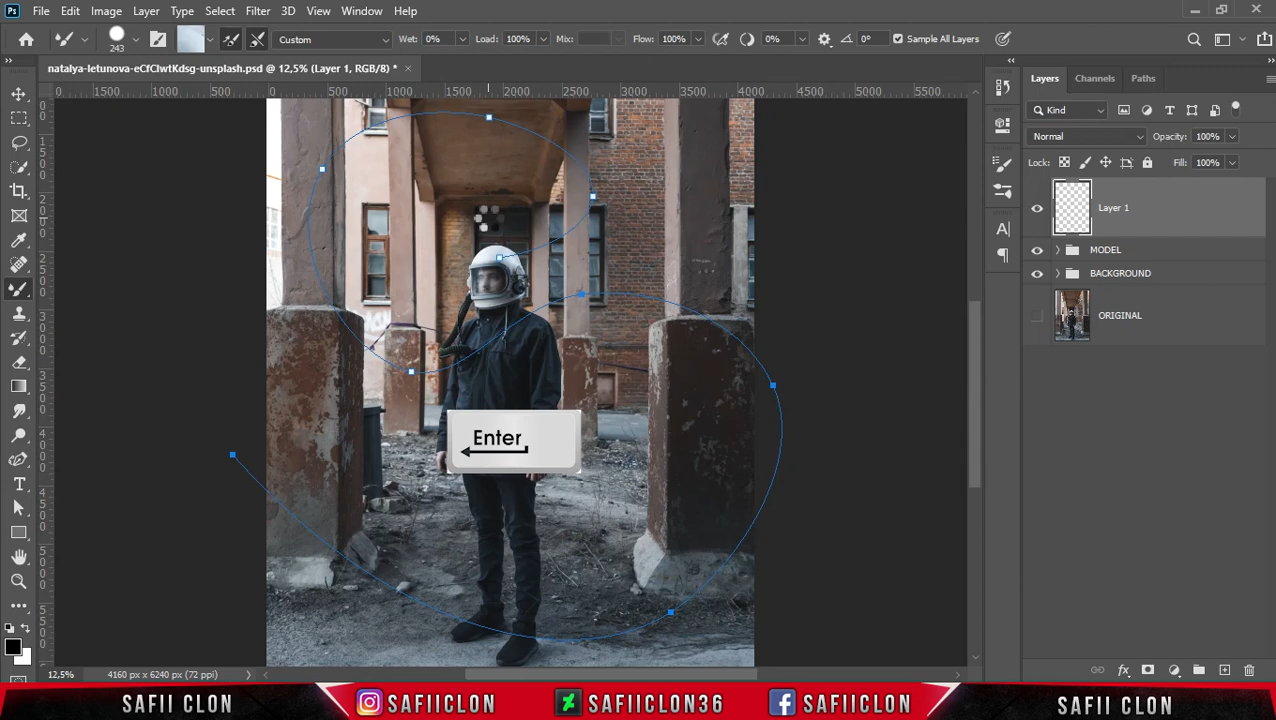 Ps File Edit Image Layer Type Select Filter 3D View Window Help
243 Custom Wet: 0% Load: 100% Mix: Flow: 100% 0% 0° Sample All Layers
natalya-letunova-eCfCIwtKdsg-unsplash.psd @ 12,5% (Layer 1, RGB/8) * ×
0 1500 1000 500 0 500 1000 1500 2000 2500 3000 3500 4000 4500 5000 5500
Layers Channels Paths
Kind
Normal Opacity: 100%
Lock: Fill: 100%
Layer 1
MODEL
BACKGROUND
ORIGINAL
Enter
12,5% 4160 px x 6240 px (72 ppi)
SAFII CLON SAFIICLON SAFIICLON36 SAFIICLON SAFII CLON